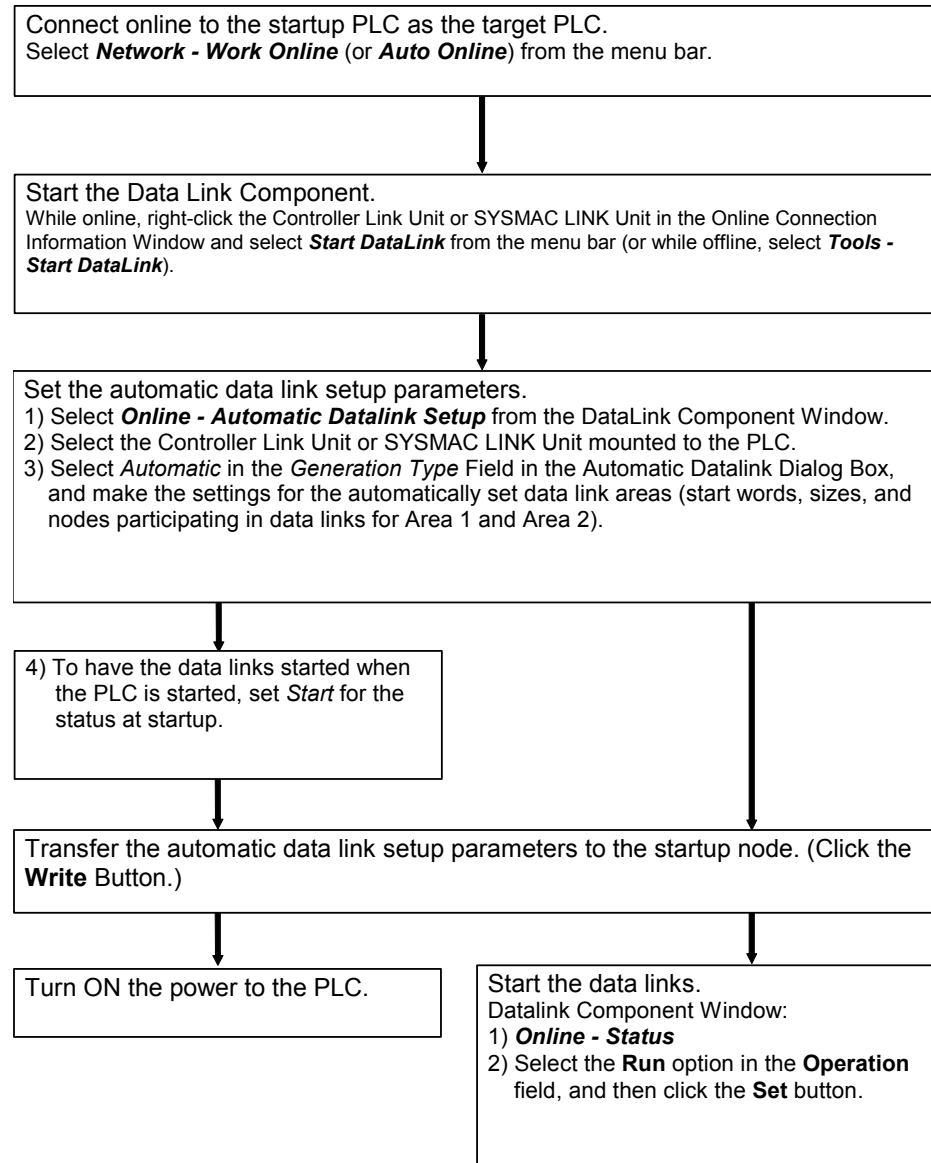 Connect online to the startup PLC as the target PLC.
Select Network - Work Online (or Auto Online) from the menu bar.
Start the Data Link Component.
While online, right-click the Controller Link Unit or SYSMAC LINK Unit in the Online Connection
Information Window and select Start DataLink from the menu bar (or while offline, select Tools -
Start DataLink).
Set the automatic data link setup parameters.
1) Select Online - Automatic Datalink Setup from the DataLink Component Window.
2) Select the Controller Link Unit or SYSMAC LINK Unit mounted to the PLC.
3) Select Automatic in the Generation Type Field in the Automatic Datalink Dialog Box,
and make the settings for the automatically set data link areas (start words, sizes, and
nodes participating in data links for Area 1 and Area 2).
4) To have the data links started when
the PLC is started, set Start for the
status at startup.
Transfer the automatic data link setup parameters to the startup node. (Click the
Write Button.)
Turn ON the power to the PLC.
Start the data links.
Datalink Component Window:
1) Online - Status
2) Select the Run option in the Operation
field, and then click the Set button.